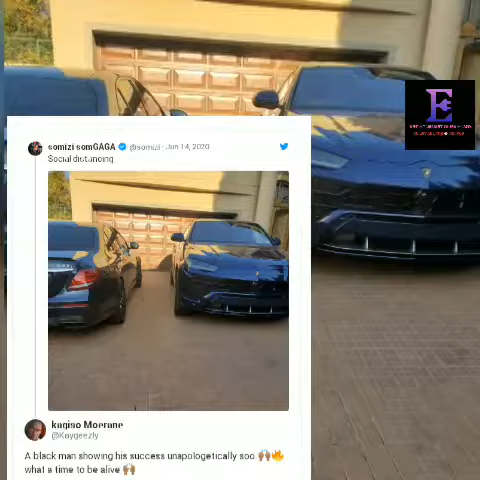 E
somizi somGAGA @somizi · Jun 14, 2020
Social distancing
kagiso Moerane
@Kaygeezly
A black man showing his success unapologetically soo 🙌🏾🔥
what a time to be alive 🙌🏾